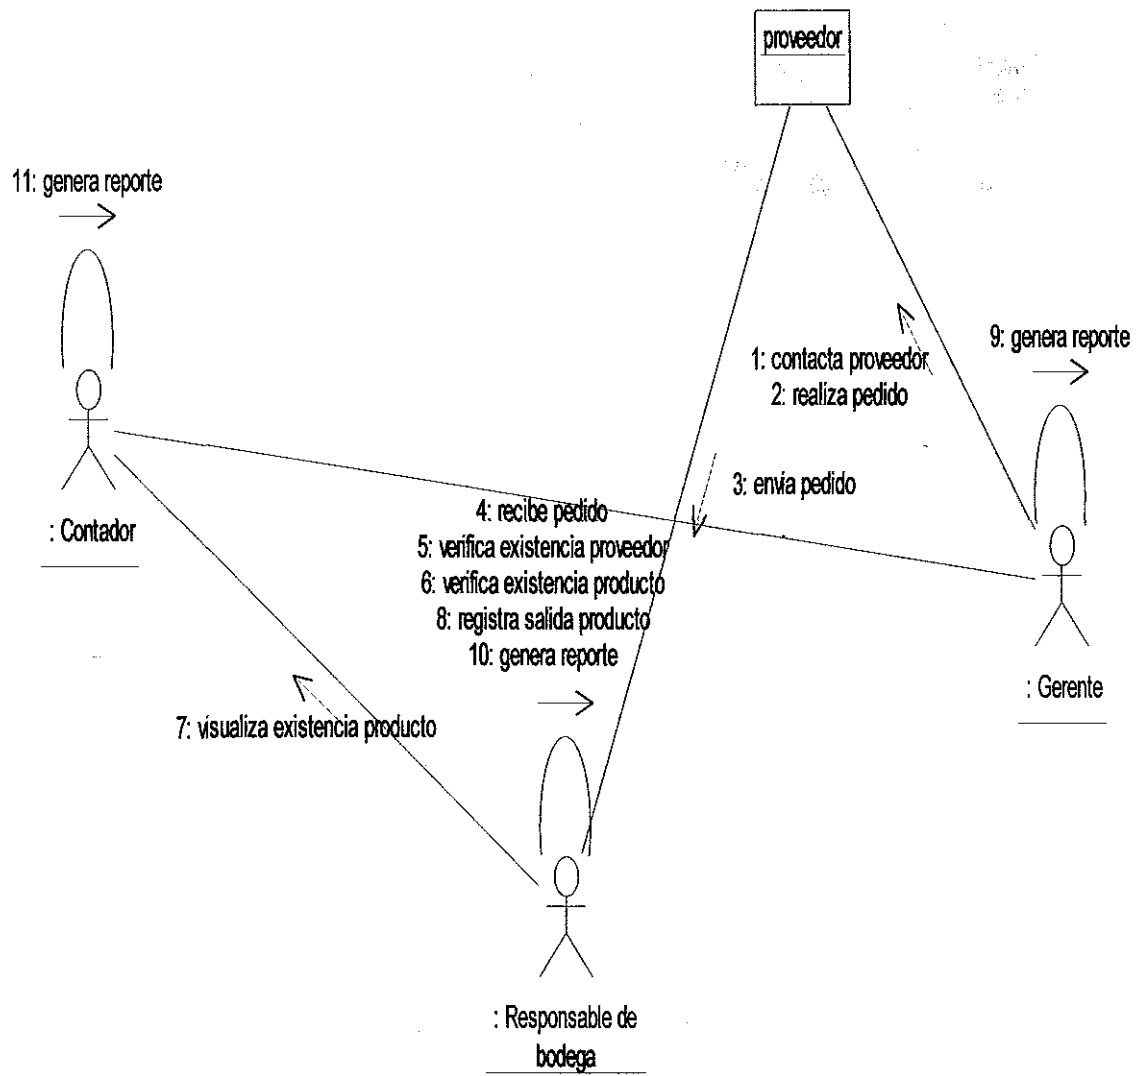 proveedor
11: genera reporte
9: genera reporte
1: contacta proveedor
2: realiza pedido
3: envía pedido
: Contador
4: recibe pedido
5: verifica existencia proveedor
6: verifica existencia producto
8: registra salida producto
10: genera reporte
: Gerente
7: visualiza existencia producto
: Responsable de
bodega